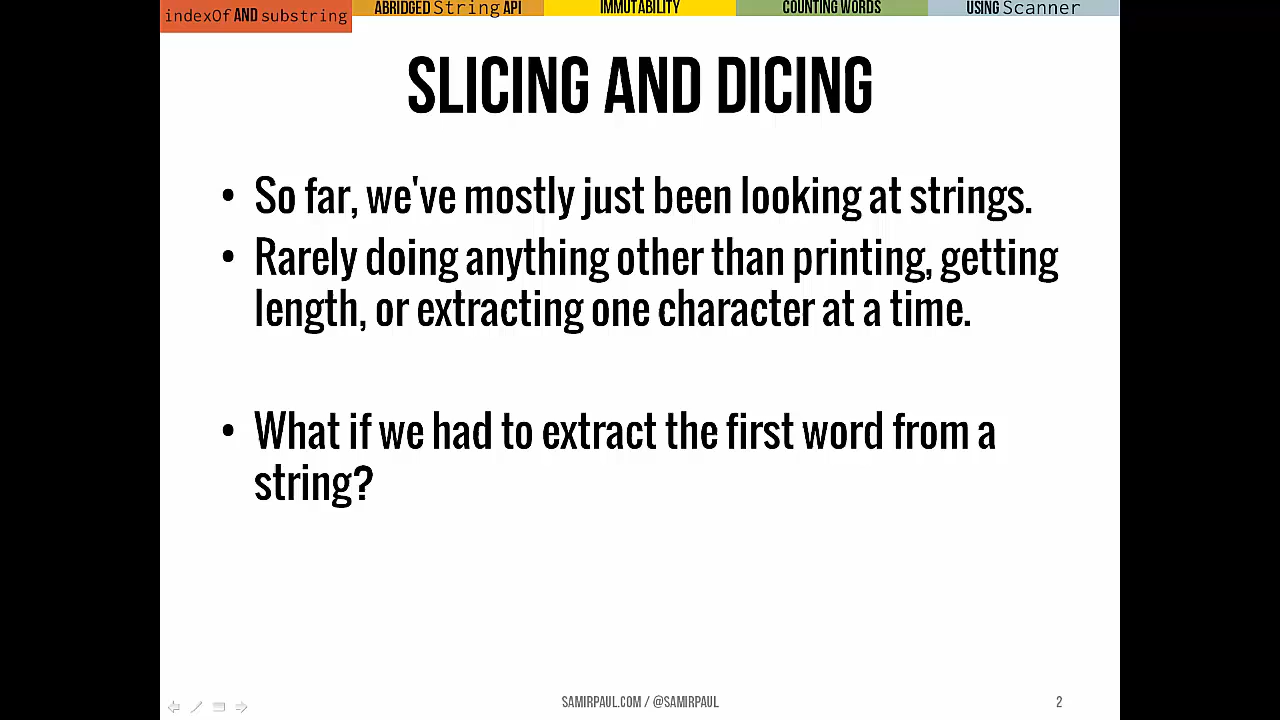 indexOf AND substring ABRIDGED String API IMMUTABILITY COUNTING WORDS USING Scanner
SLICING AND DICING
• So far, we've mostly just been looking at strings.
• Rarely doing anything other than printing, getting
length, or extracting one character at a time.
• What if we had to extract the first word from a
string?
SAMIRPAUL.COM / @SAMIRPAUL 2